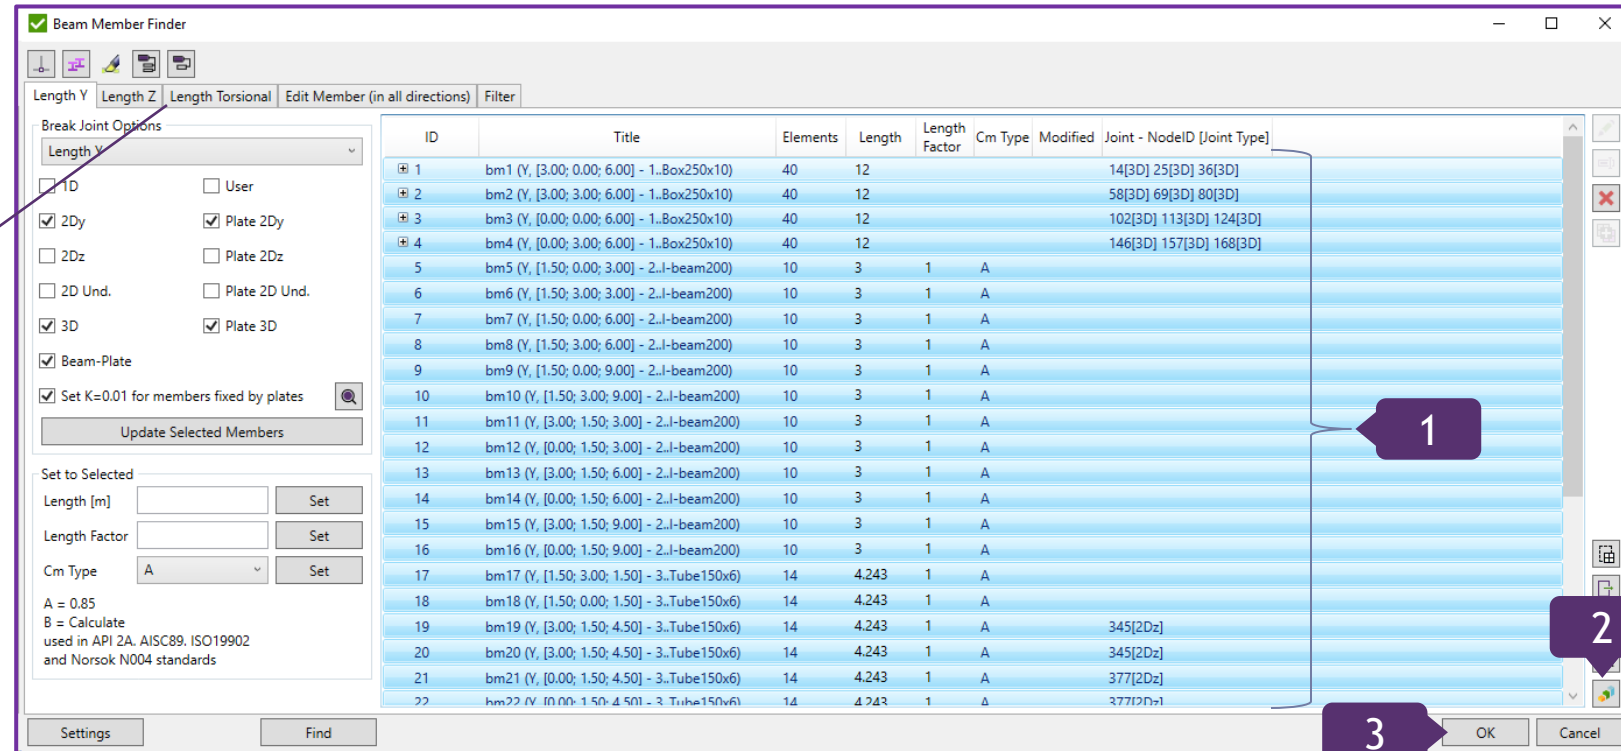 Beam Member Finder
Length Y Length Z Length Torsional Edit Member (in all directions) Filter
Break Joint Options
Length Y
1D User
2Dy Plate 2Dy
2Dz Plate 2Dz
2D Und. Plate 2D Und.
3D Plate 3D
Beam-Plate
Set K=0.01 for members fixed by plates
Update Selected Members
Set to Selected
Length [m] Set
Length Factor Set
Cm Type A Set
A = 0.85
B = Calculate
used in API 2A. AISC89. ISO19902
and Norsok N004 standards
ID Title Elements Length Length Factor Cm Type Modified Joint - NodeID [Joint Type]
1 bm1 (Y, [3.00; 0.00; 6.00] - 1..Box250x10) 40 12 14[3D] 25[3D] 36[3D]
2 bm2 (Y, [3.00; 3.00; 6.00] - 1..Box250x10) 40 12 58[3D] 69[3D] 80[3D]
3 bm3 (Y, [0.00; 0.00; 6.00] - 1..Box250x10) 40 12 102[3D] 113[3D] 124[3D]
4 bm4 (Y, [0.00; 3.00; 6.00] - 1..Box250x10) 40 12 146[3D] 157[3D] 168[3D]
5 bm5 (Y, [1.50; 0.00; 3.00] - 2..I-beam200) 10 3 1 A
6 bm6 (Y, [1.50; 3.00; 3.00] - 2..I-beam200) 10 3 1 A
7 bm7 (Y, [1.50; 0.00; 6.00] - 2..I-beam200) 10 3 1 A
8 bm8 (Y, [1.50; 3.00; 6.00] - 2..I-beam200) 10 3 1 A
9 bm9 (Y, [1.50; 0.00; 9.00] - 2..I-beam200) 10 3 1 A
10 bm10 (Y, [1.50; 3.00; 9.00] - 2..I-beam200) 10 3 1 A
11 bm11 (Y, [3.00; 1.50; 3.00] - 2..I-beam200) 10 3 1 A
12 bm12 (Y, [0.00; 1.50; 3.00] - 2..I-beam200) 10 3 1 A
13 bm13 (Y, [3.00; 1.50; 6.00] - 2..I-beam200) 10 3 1 A
14 bm14 (Y, [0.00; 1.50; 6.00] - 2..I-beam200) 10 3 1 A
15 bm15 (Y, [3.00; 1.50; 9.00] - 2..I-beam200) 10 3 1 A
16 bm16 (Y, [0.00; 1.50; 9.00] - 2..I-beam200) 10 3 1 A
17 bm17 (Y, [1.50; 3.00; 1.50] - 3..Tube150x6) 14 4.243 1 A
18 bm18 (Y, [1.50; 0.00; 1.50] - 3..Tube150x6) 14 4.243 1 A
19 bm19 (Y, [3.00; 1.50; 4.50] - 3..Tube150x6) 14 4.243 1 A 345[2Dz]
20 bm20 (Y, [3.00; 1.50; 4.50] - 3..Tube150x6) 14 4.243 1 A 345[2Dz]
21 bm21 (Y, [0.00; 1.50; 4.50] - 3..Tube150x6) 14 4.243 1 A 377[2Dz]
22 bm22 (Y, [0.00; 1.50; 4.50] - 3..Tube150x6) 14 4.243 1 A 377[2Dz]
1
2
3
Settings Find OK Cancel